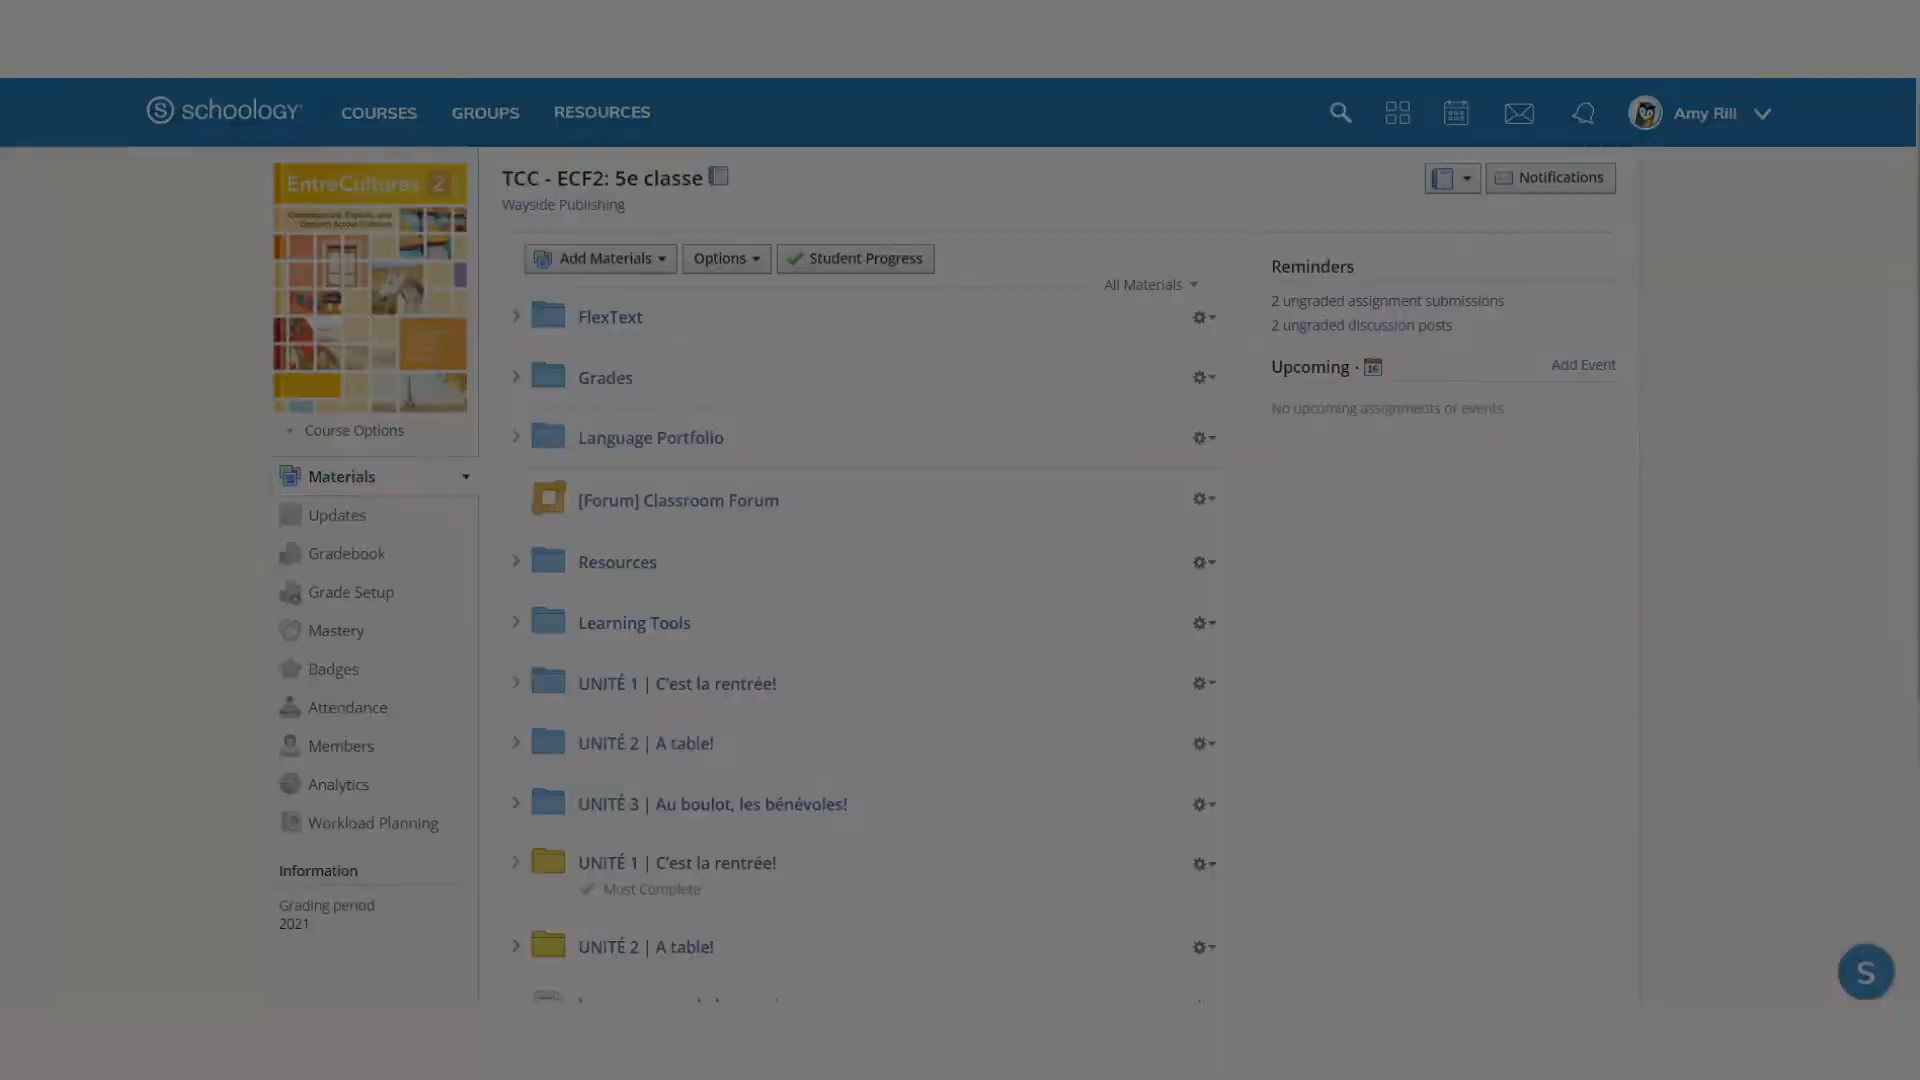 schoology
COURSES
GROUPS
RESOURCES
Amy Rill
EntreCultures 2
TCC - ECF2: 5e classe
Wayside Publishing
Notifications
Add Materials
Options
Student Progress
All Materials
FlexText
Grades
Language Portfolio
[Forum] Classroom Forum
Resources
Learning Tools
UNITÉ 1 | C'est la rentrée!
UNITÉ 2 | A table!
UNITÉ 3 | Au boulot, les bénévoles!
UNITÉ 1 | C'est la rentrée!
Must Complete
UNITÉ 2 | A table!
Course Options
Materials
Updates
Gradebook
Grade Setup
Mastery
Badges
Attendance
Members
Analytics
Workload Planning
Information
Grading period
2021
Reminders
2 ungraded assignment submissions
2 ungraded discussion posts
Upcoming ·
16
Add Event
No upcoming assignments or events
S